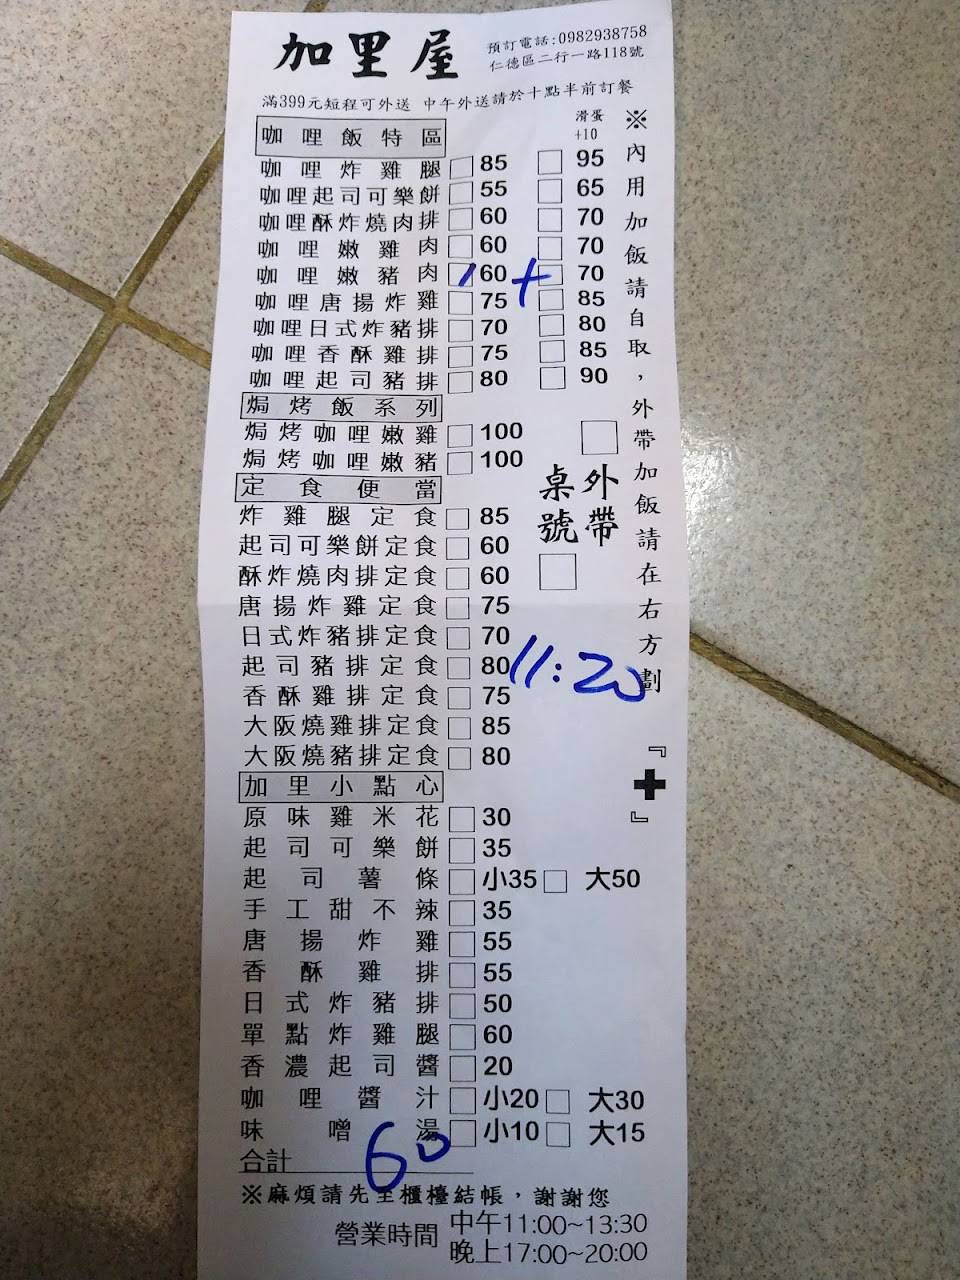 加里屋
預訂電話:0982938758
仁德區二行一路118號
滿399元短程可外送 中午外送請於十點半前訂餐
咖哩飯特區
滑蛋
+10
咖哩炸雞腿 □ 85 □ 95
咖哩起司可樂餅 □ 55 □ 65
咖哩酥炸燒肉排 □ 60 □ 70
咖哩嫩雞肉 □ 60 □ 70
咖哩嫩豬肉 □ 60 + □ 70
咖哩唐揚炸雞 □ 75 □ 85
咖哩日式炸豬排 □ 70 □ 80
咖哩香酥雞排 □ 75 □ 85
咖哩起司豬排 □ 80 □ 90
焗烤飯系列
焗烤咖哩嫩雞 □ 100
焗烤咖哩嫩豬 □ 100
定食便當
炸雞腿定食 □ 85
起司可樂餅定食 □ 60
酥炸燒肉排定食 □ 60
唐揚炸雞定食 □ 75
日式炸豬排定食 □ 70
起司豬排定食 □ 80
香酥雞排定食 □ 75
大阪燒雞排定食 □ 85
大阪燒豬排定食 □ 80
外帶 □
桌號 □
11:20
※內用加飯請自取，外帶加飯請在右方劃『✚』
加里小點心
原味雞米花 □ 30
起司可樂餅 □ 35
起司薯條 □ 小35 □ 大50
手工甜不辣 □ 35
唐揚炸雞 □ 55
香酥雞排 □ 55
日式炸豬排 □ 50
單點炸雞腿 □ 60
香濃起司醬 □ 20
咖哩醬汁 □ 小20 □ 大30
味噌湯 □ 小10 □ 大15
合計 60
※麻煩請先至櫃檯結帳，謝謝您
營業時間 中午11:00~13:30
晚上17:00~20:00